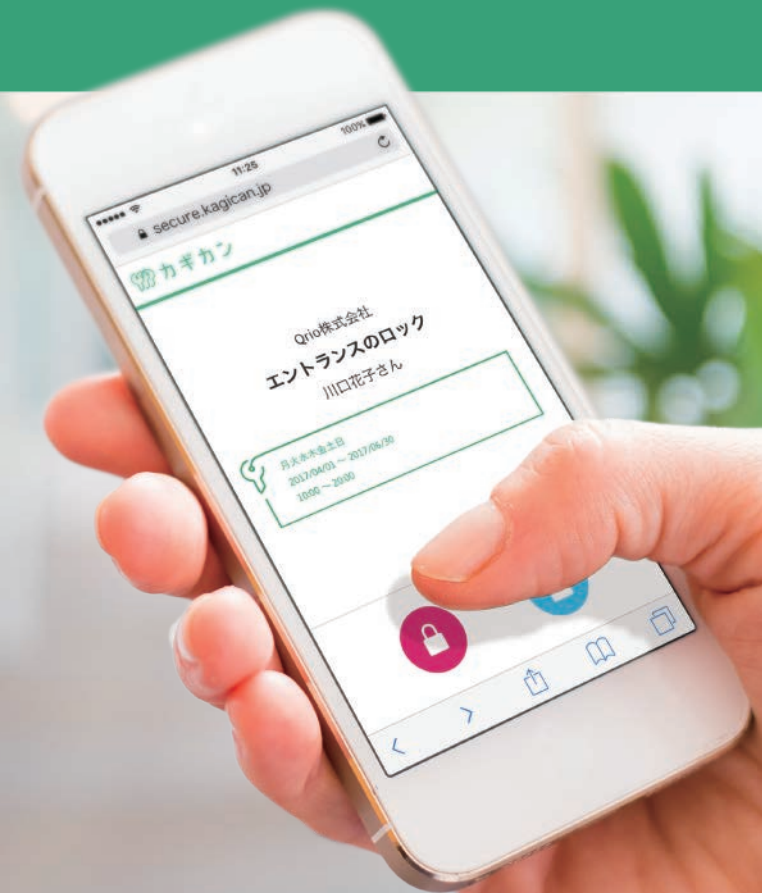 11:25
100%
secure.kagican.jp
カギカン
Qrio株式会社
エントランスのロック
川口花子さん
月火水木金土日
2017/04/01 ~ 2017/06/30
10:00 ~ 20:00